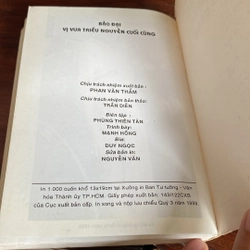 BẢO ĐẠI
VỊ VUA TRIỀU NGUYỄN CUỐI CÙNG
Chịu trách nhiệm xuất bản :
PHAN VĂN THẨM
Chịu trách nhiệm bản thảo:
TRẦN DIỄN
Biên tập :
PHÙNG THIÊN TÂN
Trình bày:
MẠNH HỒNG
Bìa:
DUY NGỌC
Sửa bản in:
NGUYỄN VÂN
In 1.000 cuốn khổ 13x19cm tại Xưởng in Ban Tư tưởng - Văn
hóa Thành ủy TP.HCM. Giấy phép xuất bản:
của Cục xuất bản cấp. In xong và nộp lưu chiểu Quý 3 năm